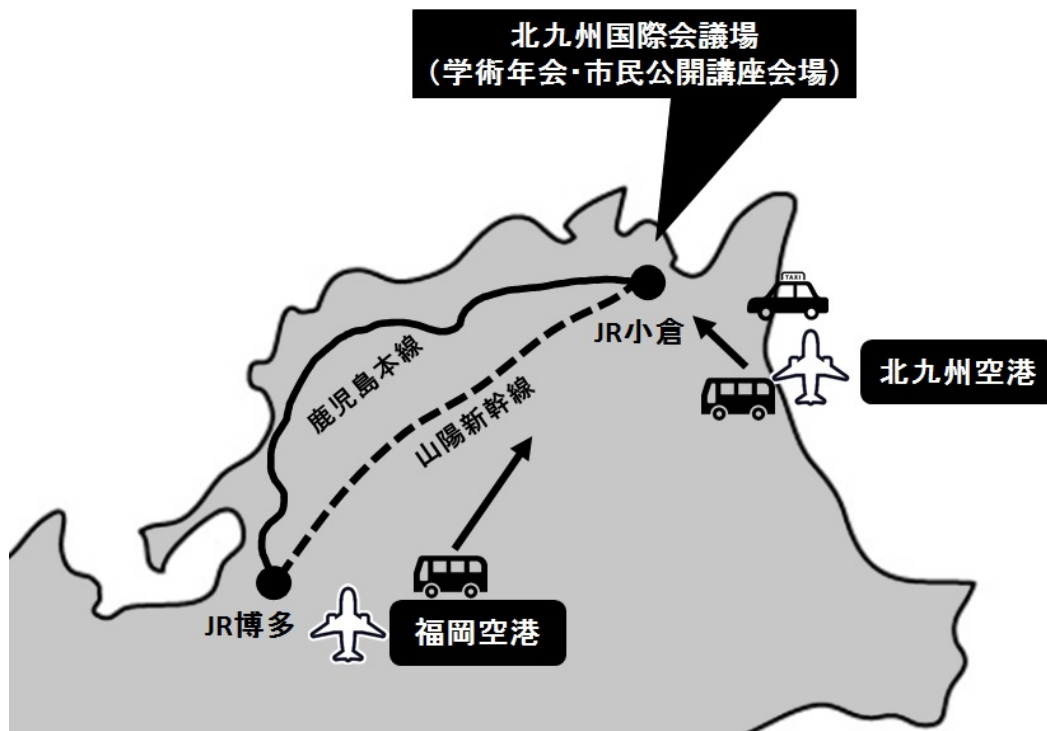 北九州国際会議場
（学術年会・市民公開講座会場）
TAXI
JR小倉
北九州空港
鹿児島本線
山陽新幹線
JR博多
福岡空港